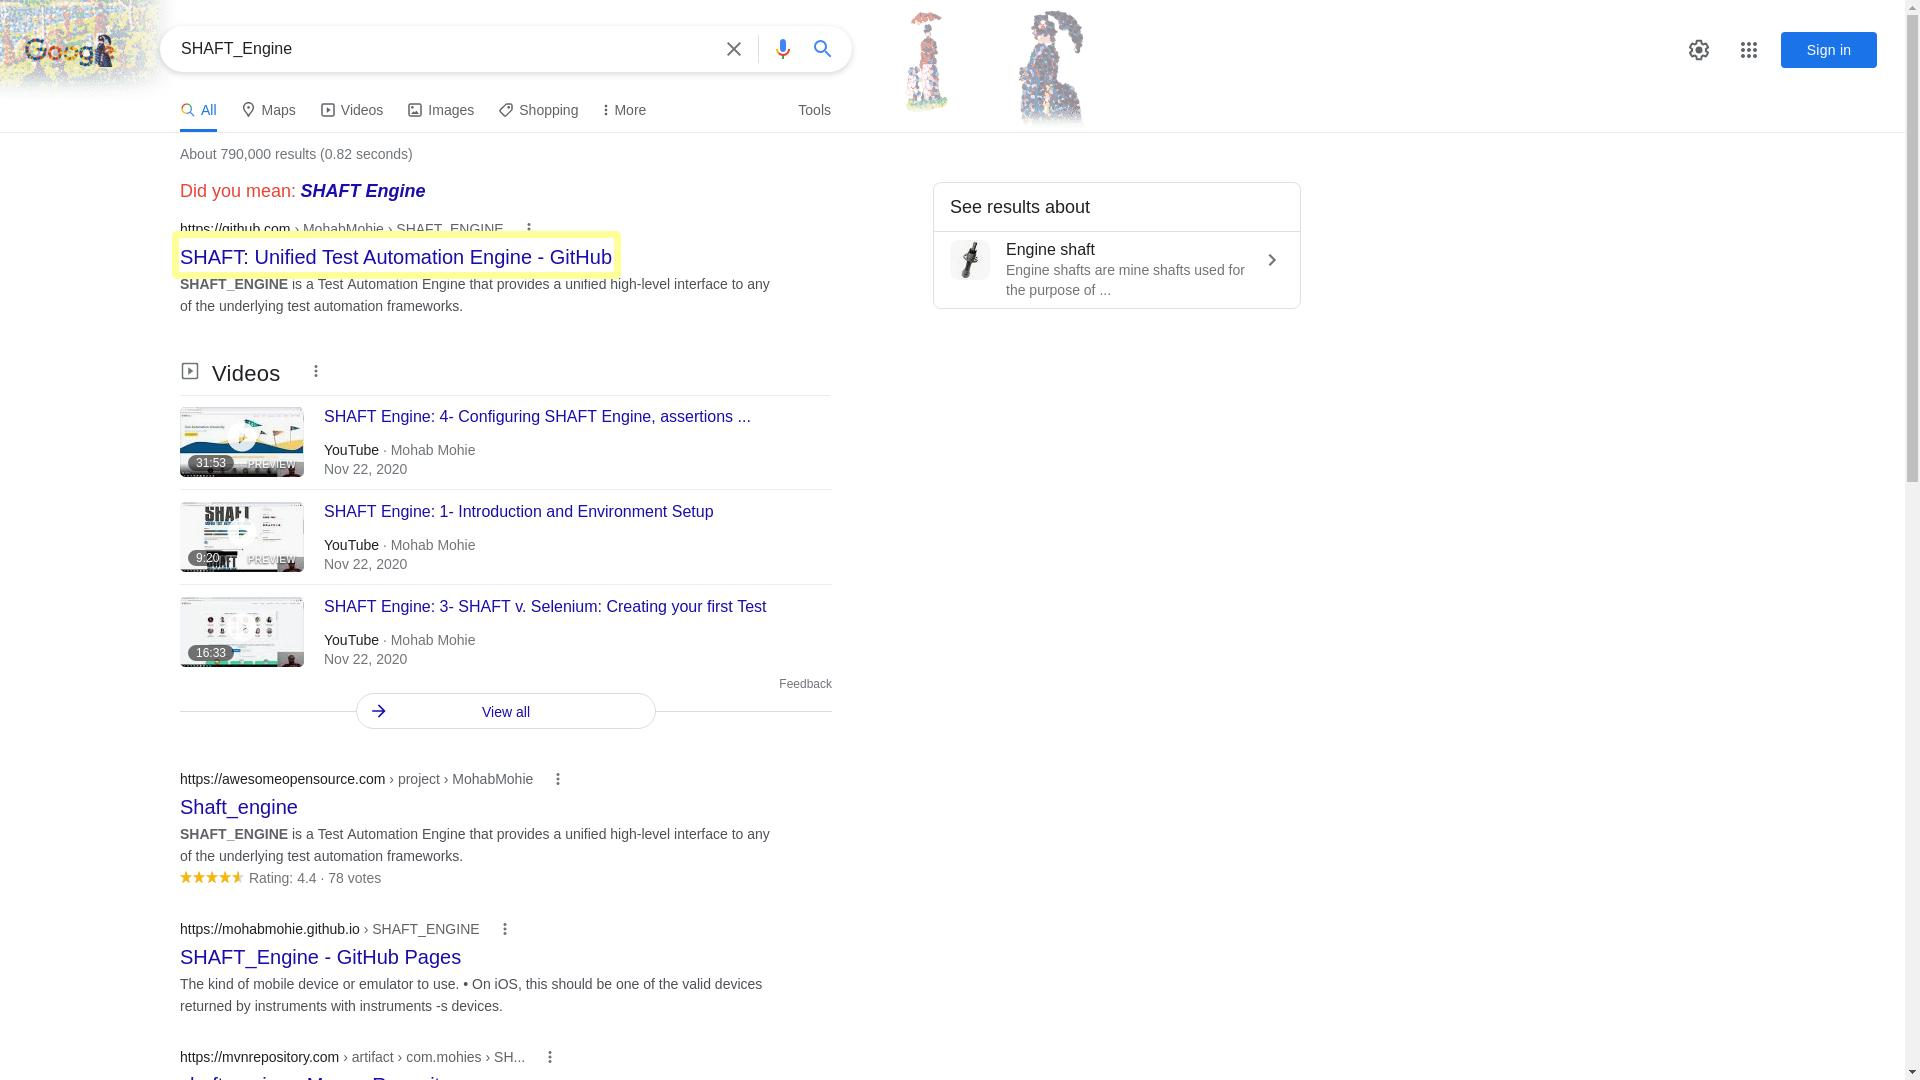 Google
SHAFT_Engine
Sign in
All
Maps
Videos
Images
Shopping
More
Tools
About 790,000 results (0.82 seconds)
Did you mean: SHAFT Engine
https://github.com › MohabMohie › SHAFT_ENGINE
SHAFT: Unified Test Automation Engine - GitHub
SHAFT_ENGINE is a Test Automation Engine that provides a unified high-level interface to any
of the underlying test automation frameworks.
See results about
Engine shaft
Engine shafts are mine shafts used for
the purpose of ...
Videos
SHAFT Engine: 4- Configuring SHAFT Engine, assertions ...
YouTube · Mohab Mohie
31:53
PREVIEW
Nov 22, 2020
SHAFT
SHAFT Engine: 1- Introduction and Environment Setup
YouTube · Mohab Mohie
9:20
PREVIEW
Nov 22, 2020
SHAFT Engine: 3- SHAFT v. Selenium: Creating your first Test
YouTube · Mohab Mohie
16:33
Nov 22, 2020
Feedback
View all
https://awesomeopensource.com › project › MohabMohie
Shaft_engine
SHAFT_ENGINE is a Test Automation Engine that provides a unified high-level interface to any
of the underlying test automation frameworks.
Rating: 4.4 · 78 votes
https://mohabmohie.github.io › SHAFT_ENGINE
SHAFT_Engine - GitHub Pages
The kind of mobile device or emulator to use. • On iOS, this should be one of the valid devices
returned by instruments with instruments -s devices.
https://mvnrepository.com › artifact › com.mohies › SH...